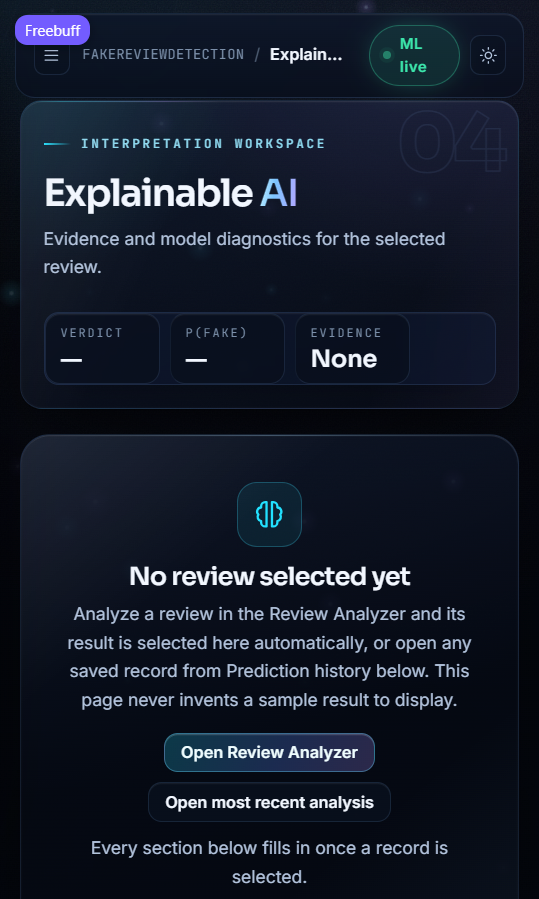 Freebuff
FAKEREVIEWDETECTION / Explain...
ML
live
04
INTERPRETATION WORKSPACE
Explainable AI
Evidence and model diagnostics for the selected
review.
VERDICT P(FAKE) EVIDENCE
— — None
No review selected yet
Analyze a review in the Review Analyzer and its
result is selected here automatically, or open any
saved record from Prediction history below. This
page never invents a sample result to display.
Open Review Analyzer
Open most recent analysis
Every section below fills in once a record is
selected.